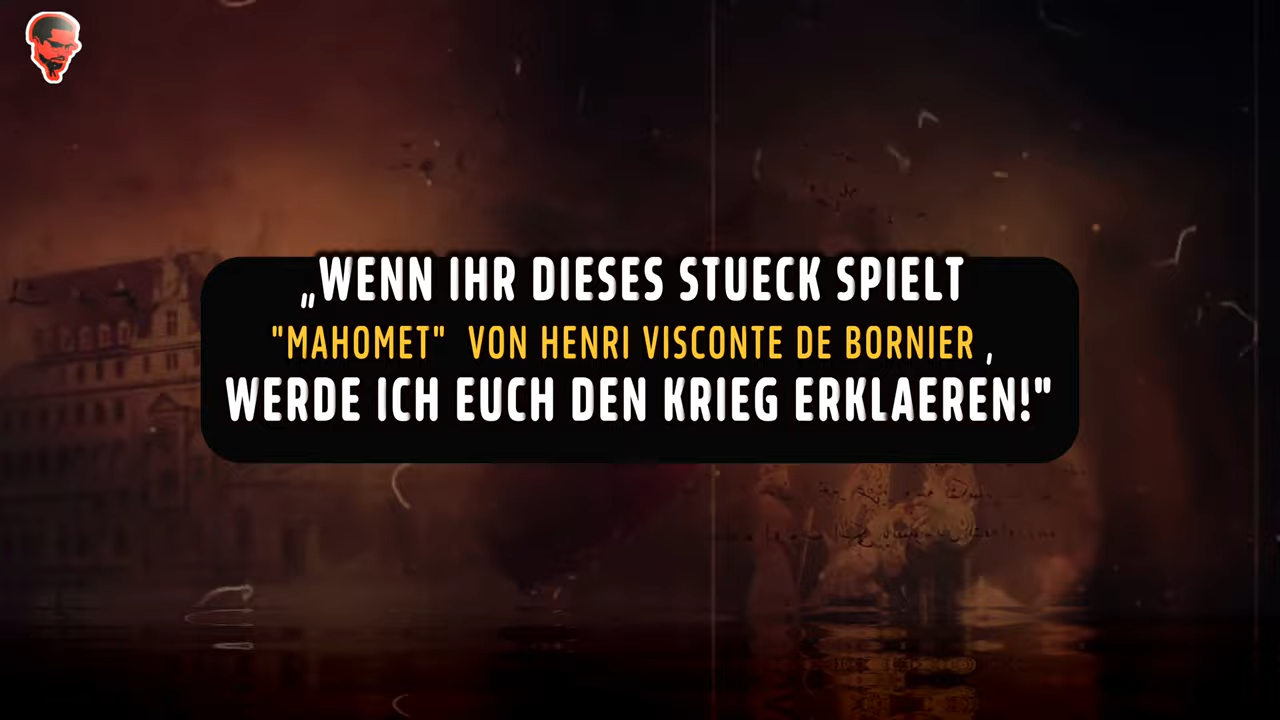 „WENN IHR DIESES STUECK SPIELT
"MAHOMET" VON HENRI VISCONTE DE BORNIER ,
WERDE ICH EUCH DEN KRIEG ERKLAEREN!"